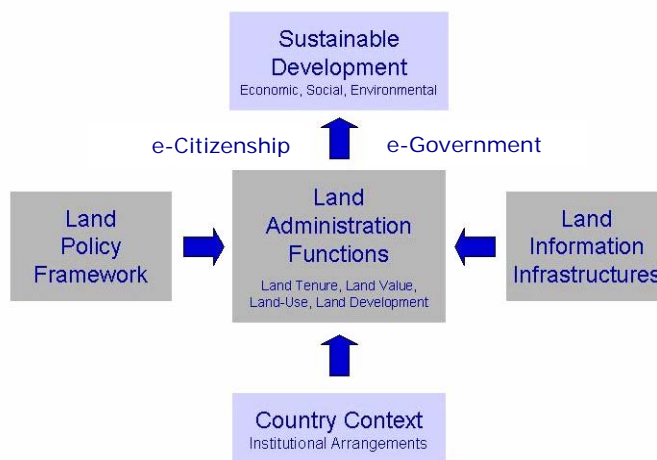 Sustainable
Development
Economic, Social, Environmental
e-Citizenship
e-Government
Land
Policy
Framework
Land
Administration
Functions
Land Tenure, Land Value,
Land-Use, Land Development
Land
Information
Infrastructures
Country Context
Institutional Arrangements